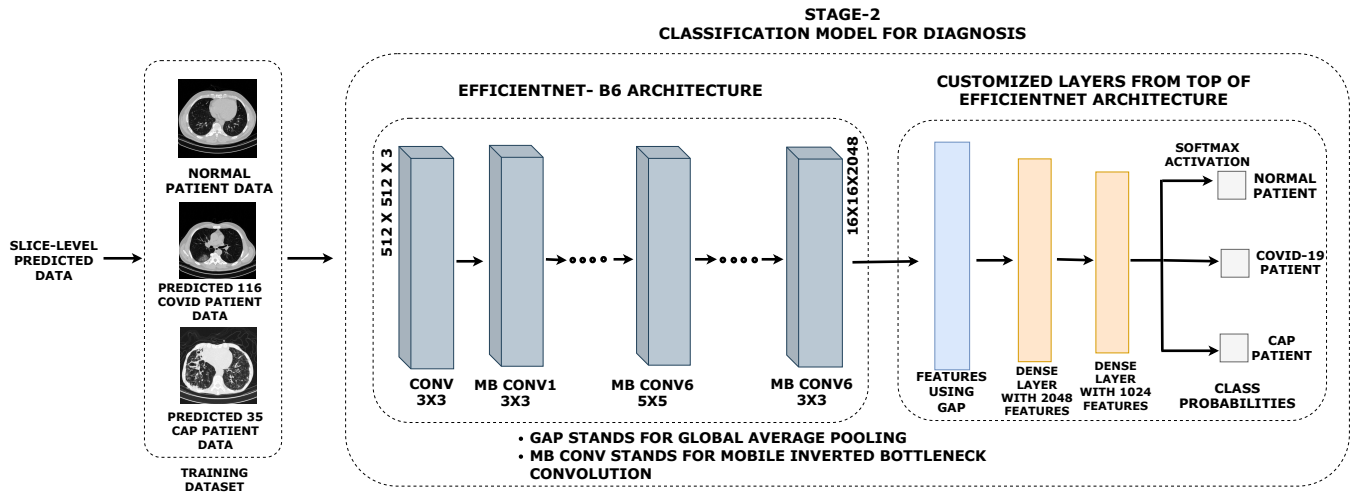 STAGE-2
CLASSIFICATION MODEL FOR DIAGNOSIS
SLICE-LEVEL
PREDICTED
DATA
NORMAL
PATIENT DATA
PREDICTED 116
COVID PATIENT
DATA
PREDICTED 35
CAP PATIENT
DATA
TRAINING
DATASET
EFFICIENTNET- B6 ARCHITECTURE
512 X 512 X 3
CONV
3X3
MB CONV1
3X3
MB CONV6
5X5
MB CONV6
3X3
16X16X2048
CUSTOMIZED LAYERS FROM TOP OF
EFFICIENTNET ARCHITECTURE
FEATURES
USING
GAP
DENSE
LAYER
WITH 2048
FEATURES
DENSE
LAYER
WITH 1024
FEATURES
SOFTMAX
ACTIVATION
NORMAL
PATIENT
COVID-19
PATIENT
CAP
PATIENT
CLASS
PROBABILITIES
• GAP STANDS FOR GLOBAL AVERAGE POOLING
• MB CONV STANDS FOR MOBILE INVERTED BOTTLENECK
CONVOLUTION